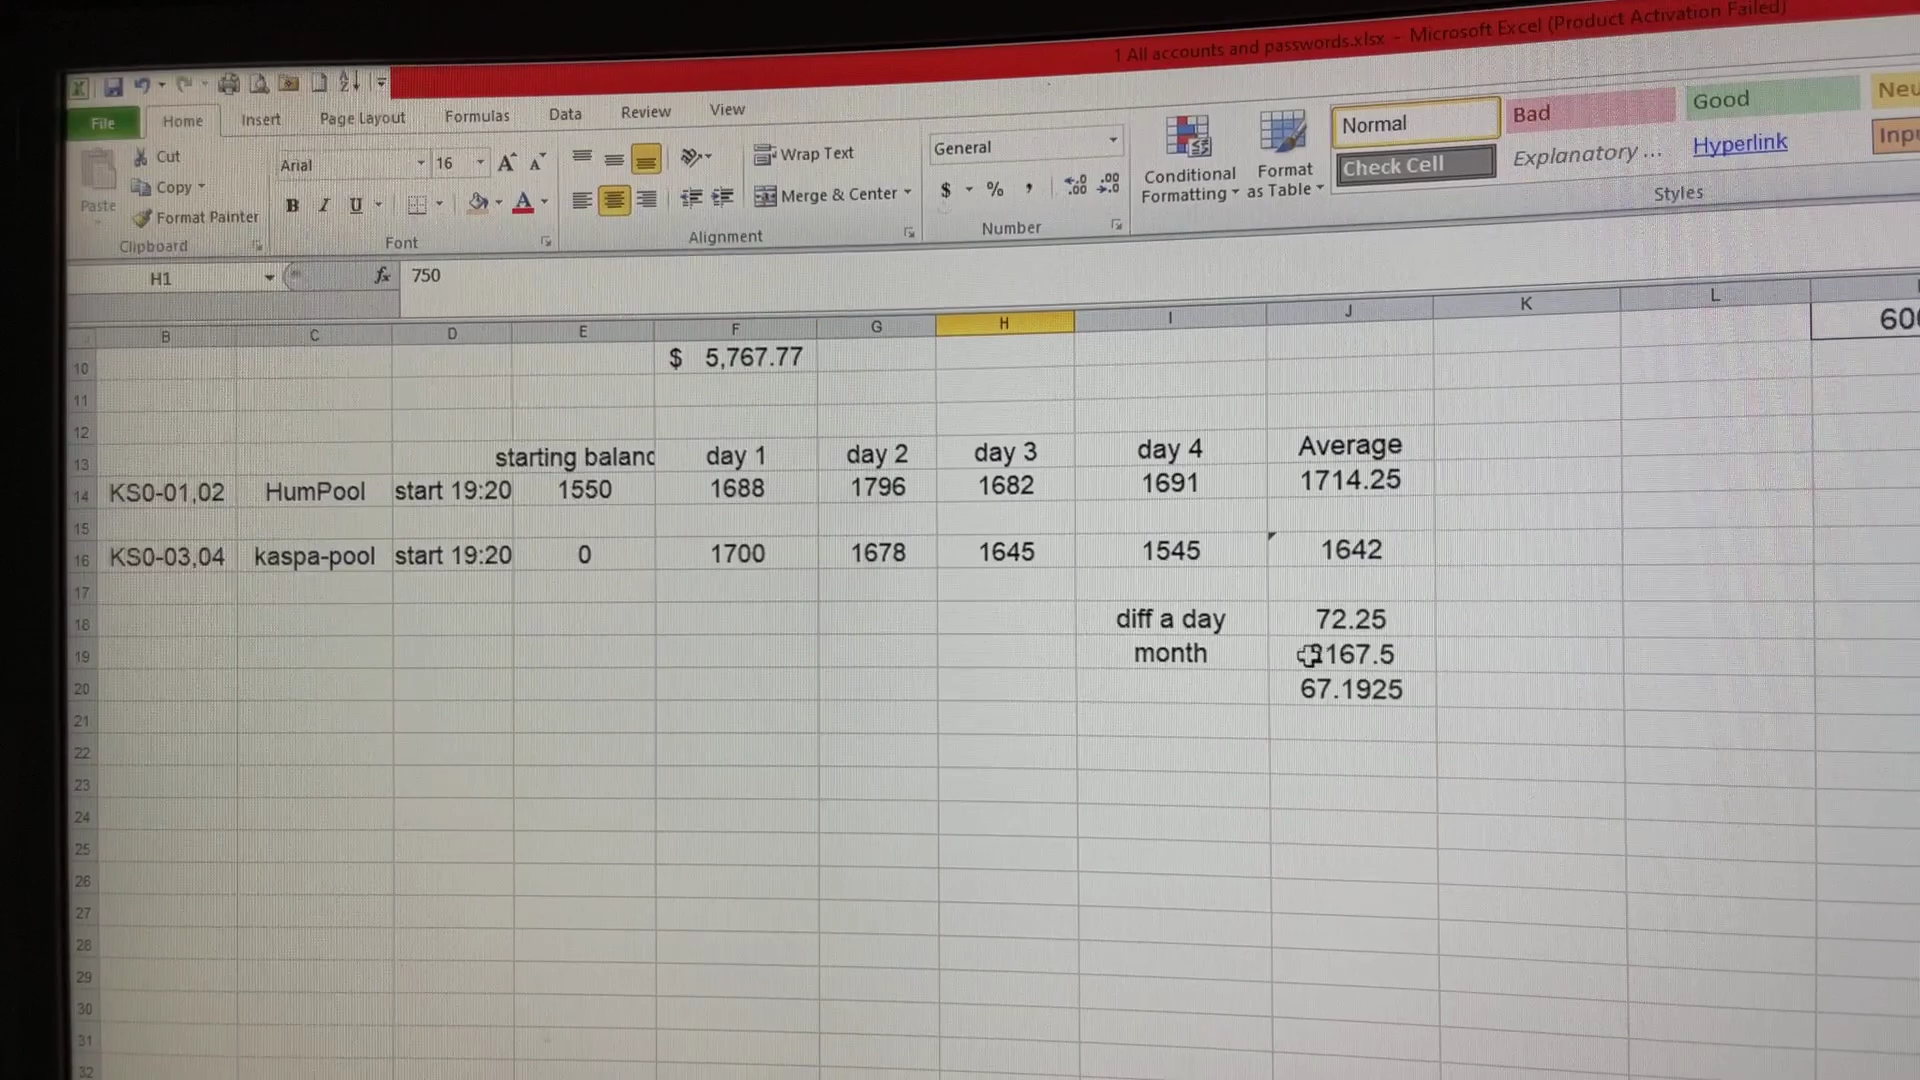 1 All accounts and passwords.xlsx - Microsoft Excel (Product Activation Failed)
File Home Insert Page Layout Formulas Data Review View
Paste Cut
Copy
Format Painter
Clipboard
Arial 16 A A
B I U A
Font
Wrap Text
Merge & Center
Alignment
General
$ % , .00 .00
Number
Conditional Formatting
Format as Table
Normal Bad Good
Check Cell Explanatory ... Hyperlink
Styles
H1 fx 750
B C D E F G H I J K L
10 $ 5,767.77
11
12
13 starting balanc day 1 day 2 day 3 day 4 Average
14 KS0-01,02 HumPool start 19:20 1550 1688 1796 1682 1691 1714.25
15
16 KS0-03,04 kaspa-pool start 19:20 0 1700 1678 1645 1545 1642
17
18 diff a day 72.25
19 month 167.5
20 67.1925
21
22
23
24
25
26
27
28
29
30
31
32